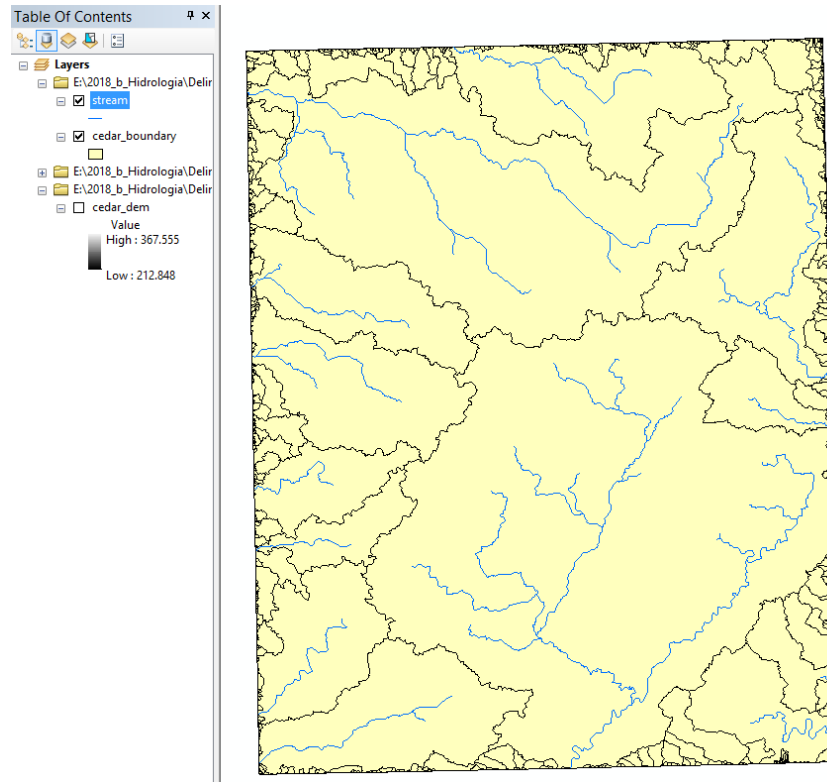 Table Of Contents
Layers
E:\2018_b_Hidrologia\Delir
stream
cedar_boundary
E:\2018_b_Hidrologia\Delir
E:\2018_b_Hidrologia\Delir
cedar_dem
Value
High : 367.555
Low : 212.848